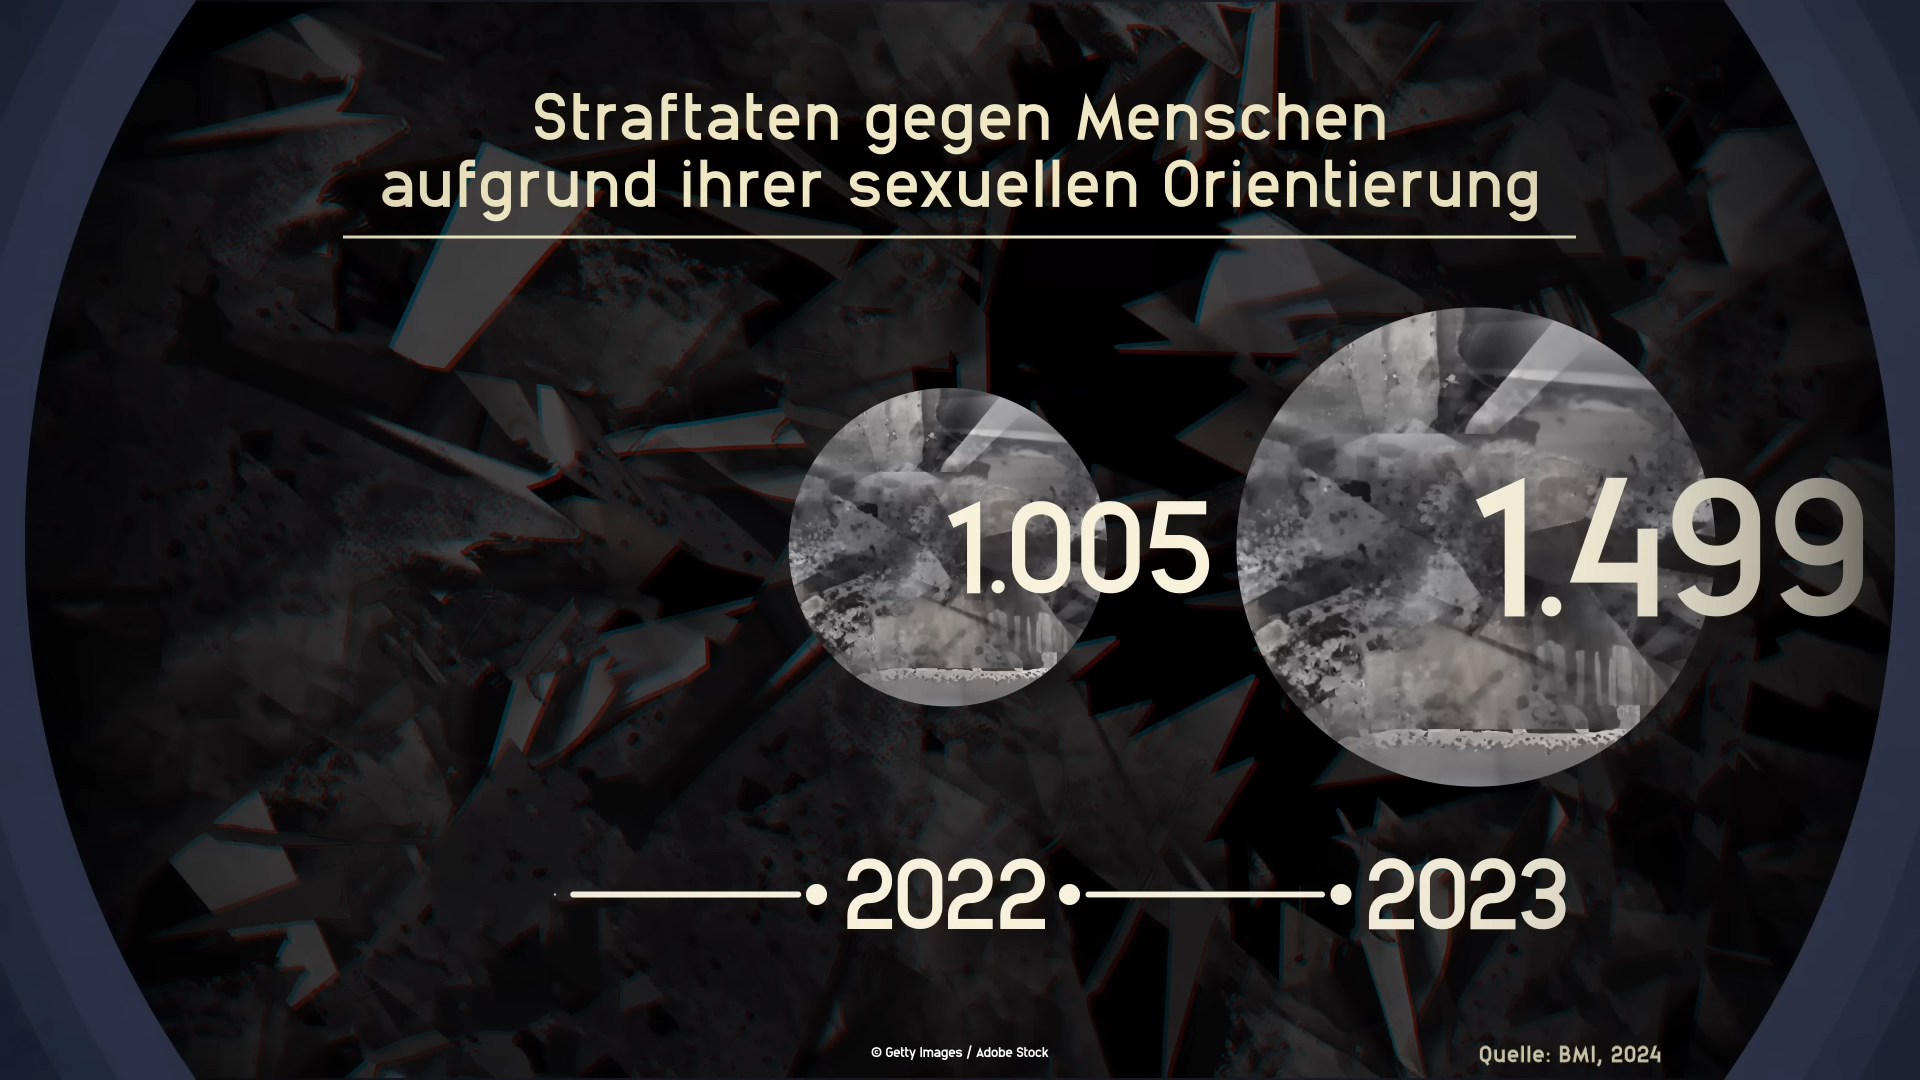 Straftaten gegen Menschen
aufgrund ihrer sexuellen Orientierung
1.005
1.499
2022
2023
© Getty Images / Adobe Stock
Quelle: BMI, 2024